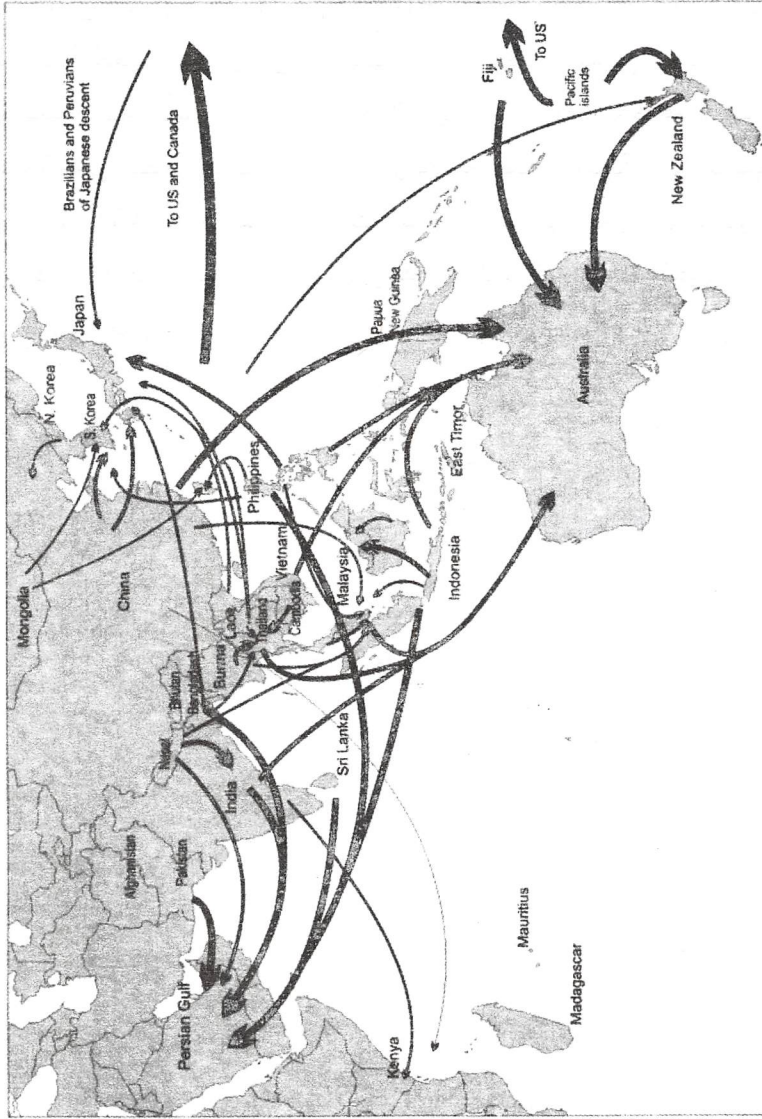 Brazilians and Peruvians
of Japanese descent
To US and Canada
Japan
N. Korea
S. Korea
Mongolia
China
Fiji
To US
Pacific
islands
New Zealand
Papua
New Guinea
Australia
East Timor
Philippines
Vietnam
Malaysia
Indonesia
Laos
Thailand
Cambodia
Burma
Bhutan
Bangladesh
Nepal
India
Sri Lanka
Afghanistan
Pakistan
Persian Gulf
Kenya
Mauritius
Madagascar